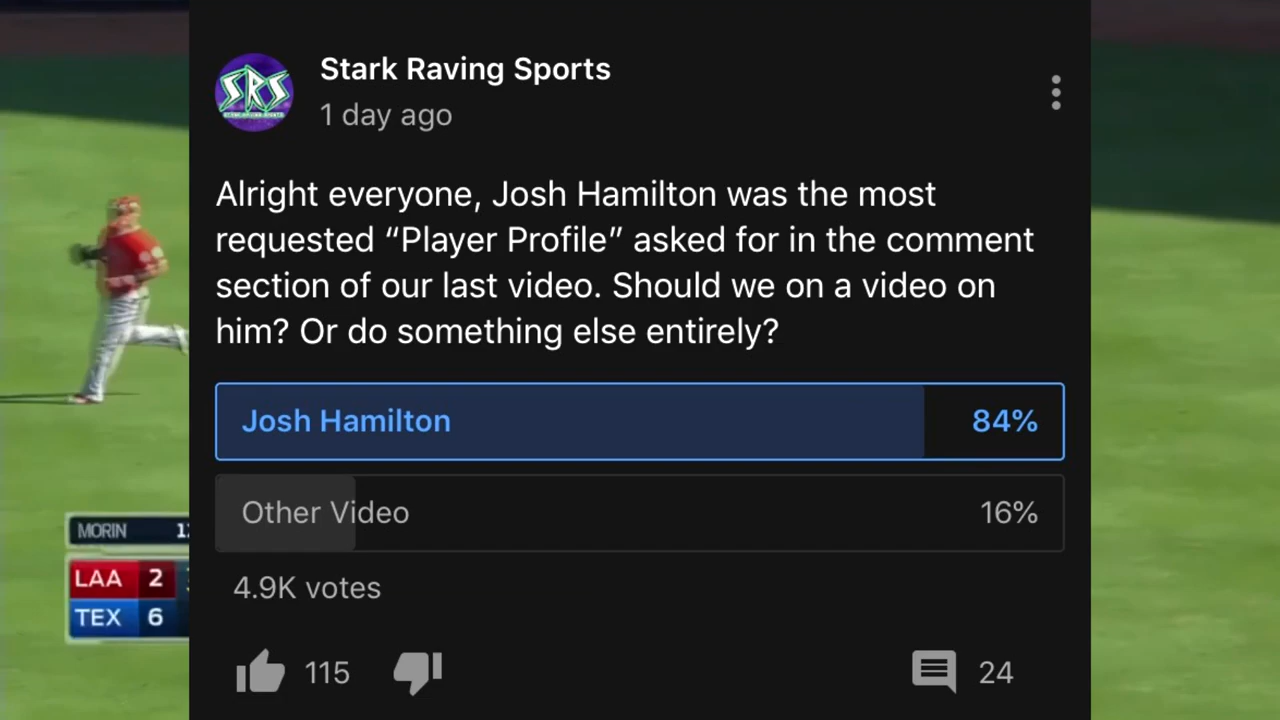 SRS
Stark Raving Sports
1 day ago
Alright everyone, Josh Hamilton was the most
requested “Player Profile” asked for in the comment
section of our last video. Should we on a video on
him? Or do something else entirely?
Josh Hamilton 84%
Other Video 16%
4.9K votes
115
24
MORIN
LAA 2
TEX 6